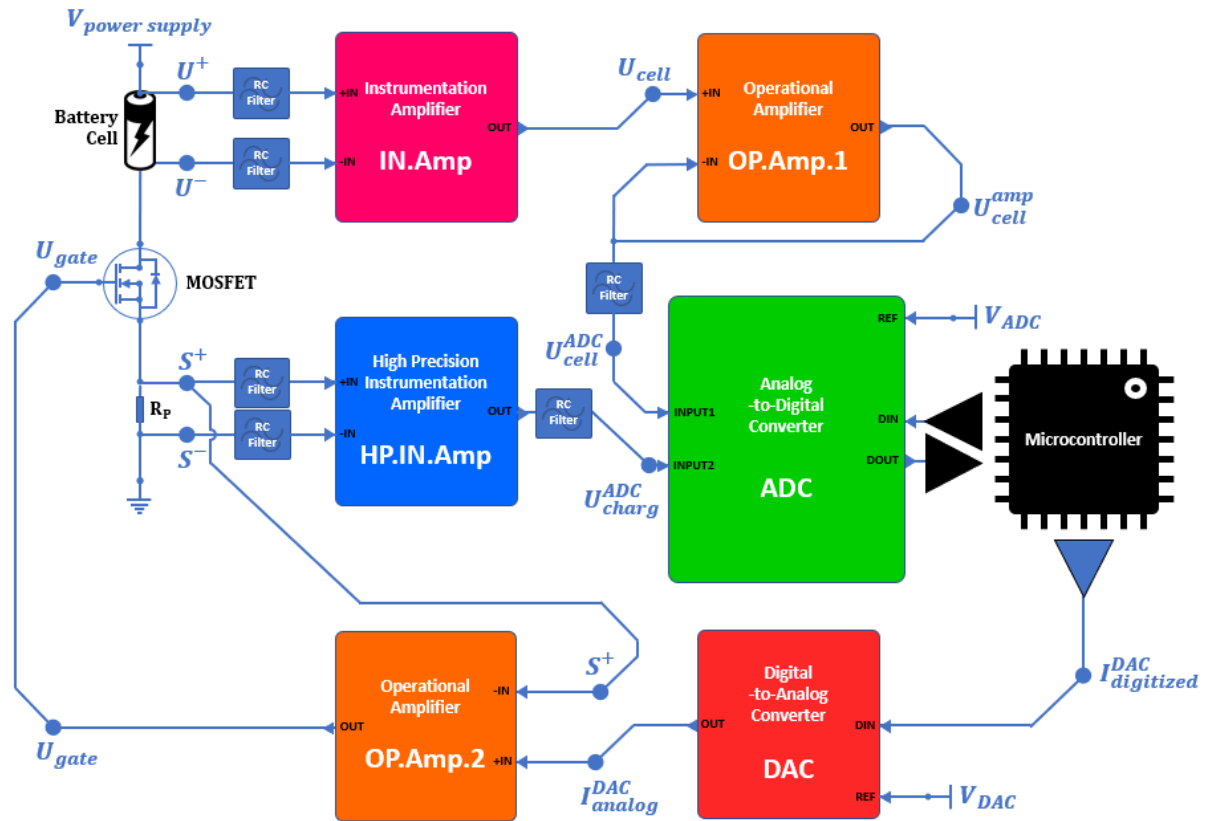 V_power supply
U^+
RC
Filter
+IN
Instrumentation
Amplifier
IN.Amp
OUT
-IN
Battery
Cell
U^-
RC
Filter
U_cell
+IN
Operational
Amplifier
OP.Amp.1
OUT
-IN
U_cell^amp
U_gate
MOSFET
RC
Filter
U_cell^ADC
S^+
RC
Filter
+IN
High Precision
Instrumentation
Amplifier
HP.IN.Amp
OUT
-IN
R_P
S^-
RC
Filter
RC
Filter
U_charg^ADC
REF
V_ADC
Analog
-to-Digital
Converter
ADC
INPUT1
INPUT2
DIN
DOUT
Microcontroller
S^+
-IN
Operational
Amplifier
OP.Amp.2
OUT
+IN
U_gate
I_analog^DAC
Digital
-to-Analog
Converter
DAC
OUT
DIN
REF
I_digitized^DAC
V_DAC